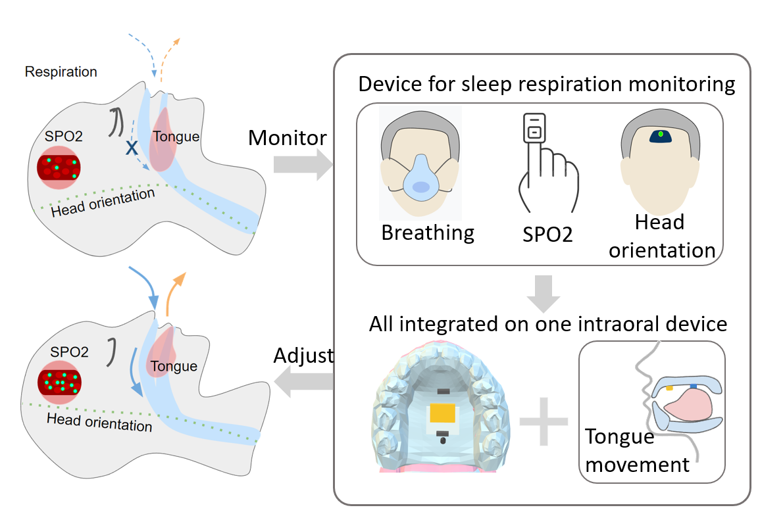 Respiration
SPO2
Tongue
X
Head orientation
Monitor
Device for sleep respiration monitoring
Breathing
SPO2
Head
orientation
All integrated on one intraoral device
Tongue
movement
Adjust
SPO2
Tongue
Head orientation